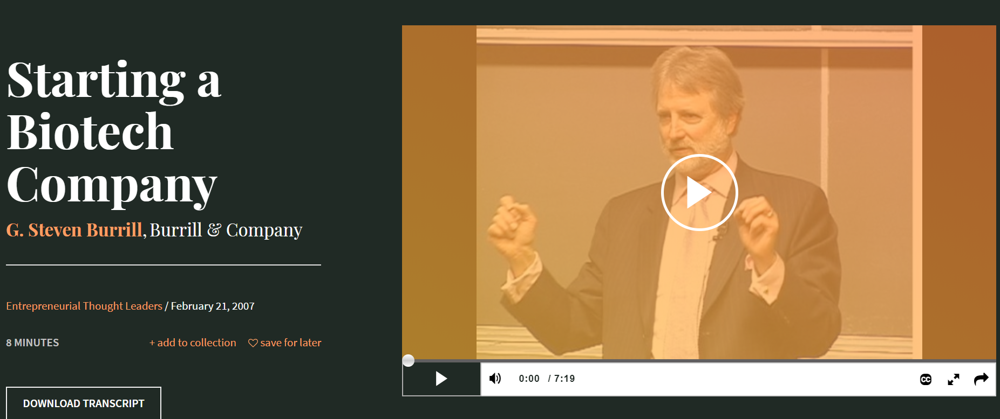 Starting a
Biotech
Company
G. Steven Burrill, Burrill & Company
Entrepreneurial Thought Leaders / February 21, 2007
8 MINUTES
+ add to collection
save for later
DOWNLOAD TRANSCRIPT
0:00 / 7:19
CC